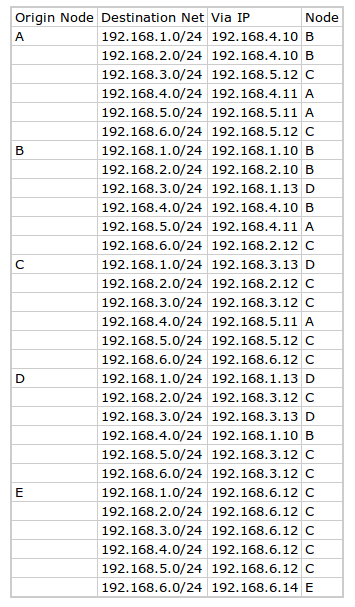 Origin Node Destination Net Via IP Node
A 192.168.1.0/24 192.168.4.10 B
192.168.2.0/24 192.168.4.10 B
192.168.3.0/24 192.168.5.12 C
192.168.4.0/24 192.168.4.11 A
192.168.5.0/24 192.168.5.11 A
192.168.6.0/24 192.168.5.12 C
B 192.168.1.0/24 192.168.1.10 B
192.168.2.0/24 192.168.2.10 B
192.168.3.0/24 192.168.1.13 D
192.168.4.0/24 192.168.4.10 B
192.168.5.0/24 192.168.4.11 A
192.168.6.0/24 192.168.2.12 C
C 192.168.1.0/24 192.168.3.13 D
192.168.2.0/24 192.168.2.12 C
192.168.3.0/24 192.168.3.12 C
192.168.4.0/24 192.168.5.11 A
192.168.5.0/24 192.168.5.12 C
192.168.6.0/24 192.168.6.12 C
D 192.168.1.0/24 192.168.1.13 D
192.168.2.0/24 192.168.3.12 C
192.168.3.0/24 192.168.3.13 D
192.168.4.0/24 192.168.1.10 B
192.168.5.0/24 192.168.3.12 C
192.168.6.0/24 192.168.3.12 C
E 192.168.1.0/24 192.168.6.12 C
192.168.2.0/24 192.168.6.12 C
192.168.3.0/24 192.168.6.12 C
192.168.4.0/24 192.168.6.12 C
192.168.5.0/24 192.168.6.12 C
192.168.6.0/24 192.168.6.14 E